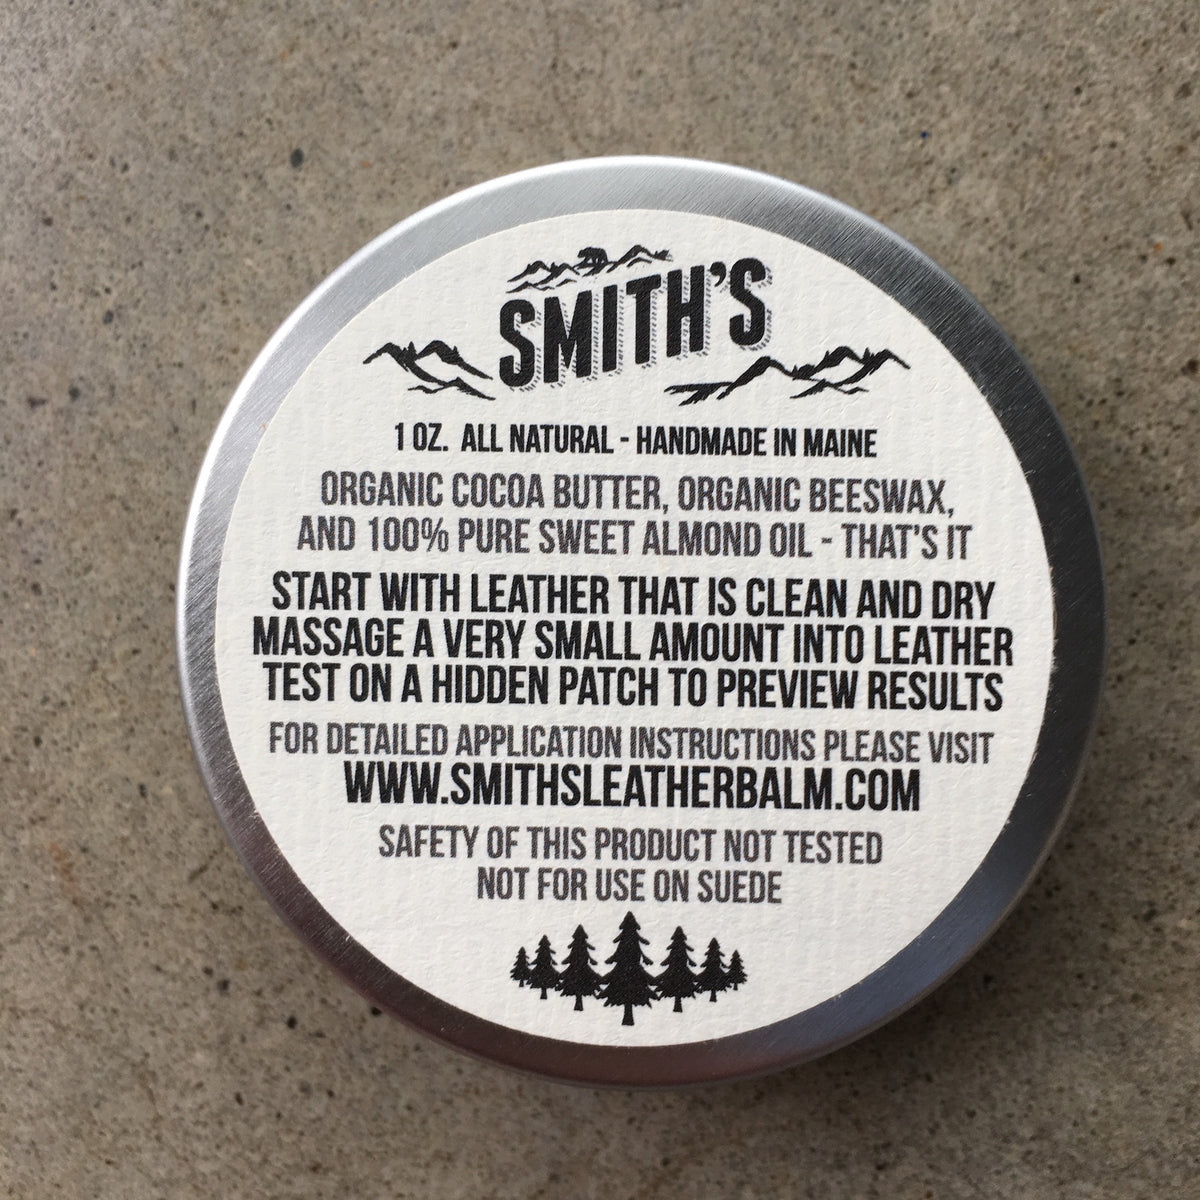 SMITH'S
1 OZ. ALL NATURAL - HANDMADE IN MAINE
ORGANIC COCOA BUTTER, ORGANIC BEESWAX,
AND 100% PURE SWEET ALMOND OIL - THAT'S IT
START WITH LEATHER THAT IS CLEAN AND DRY
MASSAGE A VERY SMALL AMOUNT INTO LEATHER
TEST ON A HIDDEN PATCH TO PREVIEW RESULTS
FOR DETAILED APPLICATION INSTRUCTIONS PLEASE VISIT
WWW.SMITHSLEATHERBALM.COM
SAFETY OF THIS PRODUCT NOT TESTED
NOT FOR USE ON SUEDE